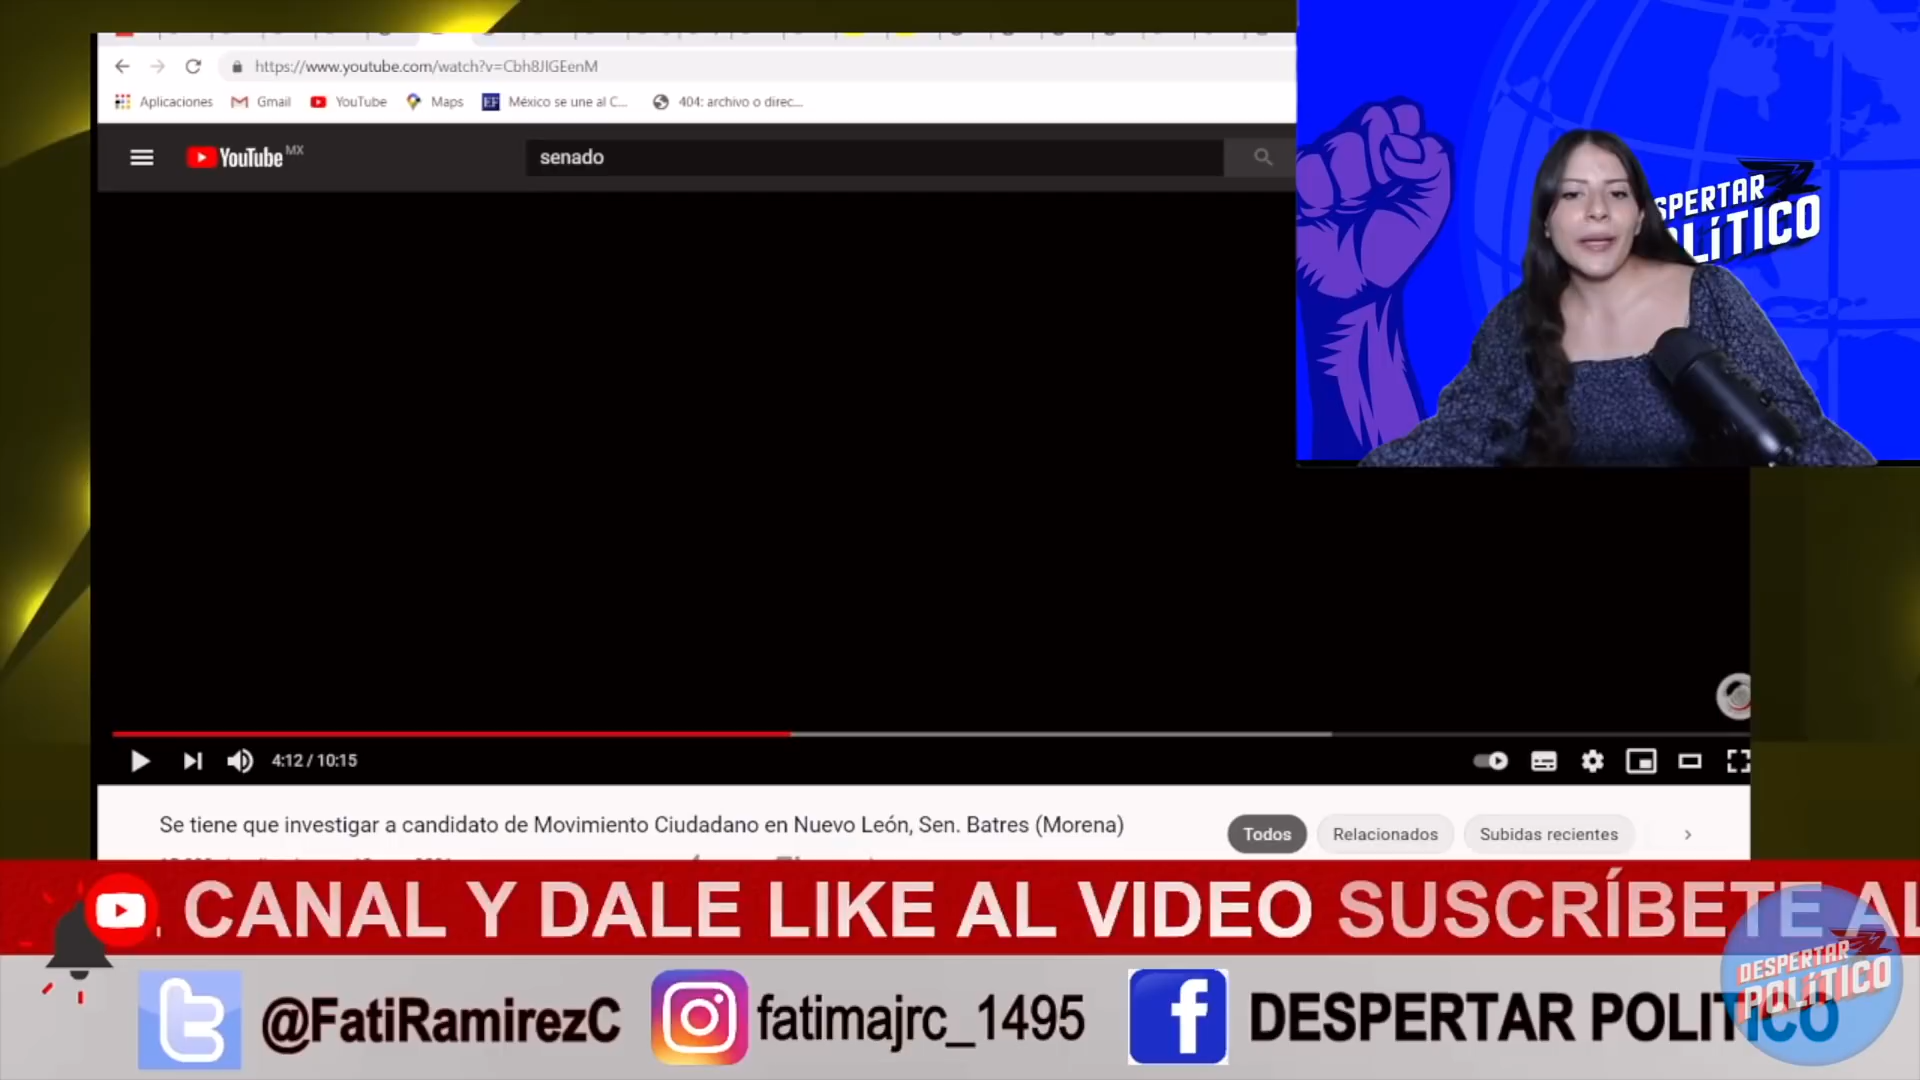 https://www.youtube.com/watch?v=Cbh8JIGEenM
Aplicaciones Gmail YouTube Maps EF México se une al C... 404: archivo o direc...
YouTube MX
senado
SPERTAR
LÍTICO
4:12 / 10:15
Se tiene que investigar a candidato de Movimiento Ciudadano en Nuevo León, Sen. Batres (Morena)
Todos Relacionados Subidas recientes
CANAL Y DALE LIKE AL VIDEO SUSCRÍBETE AL
@FatiRamirezC fatimajrc_1495 DESPERTAR POLITICO
DESPERTAR
POLÍTICO